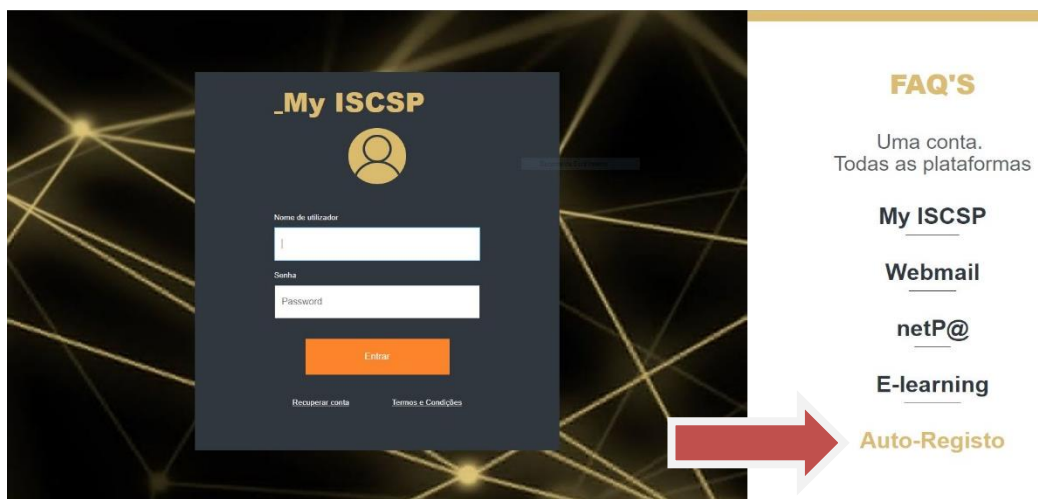 _My ISCSP
Nome de utilizador
Senha
Password
Entrar
Recuperar conta
Termos e Condições
FAQ'S
Uma conta.
Todas as plataformas
My ISCSP
Webmail
netP@
E-learning
Auto-Registo